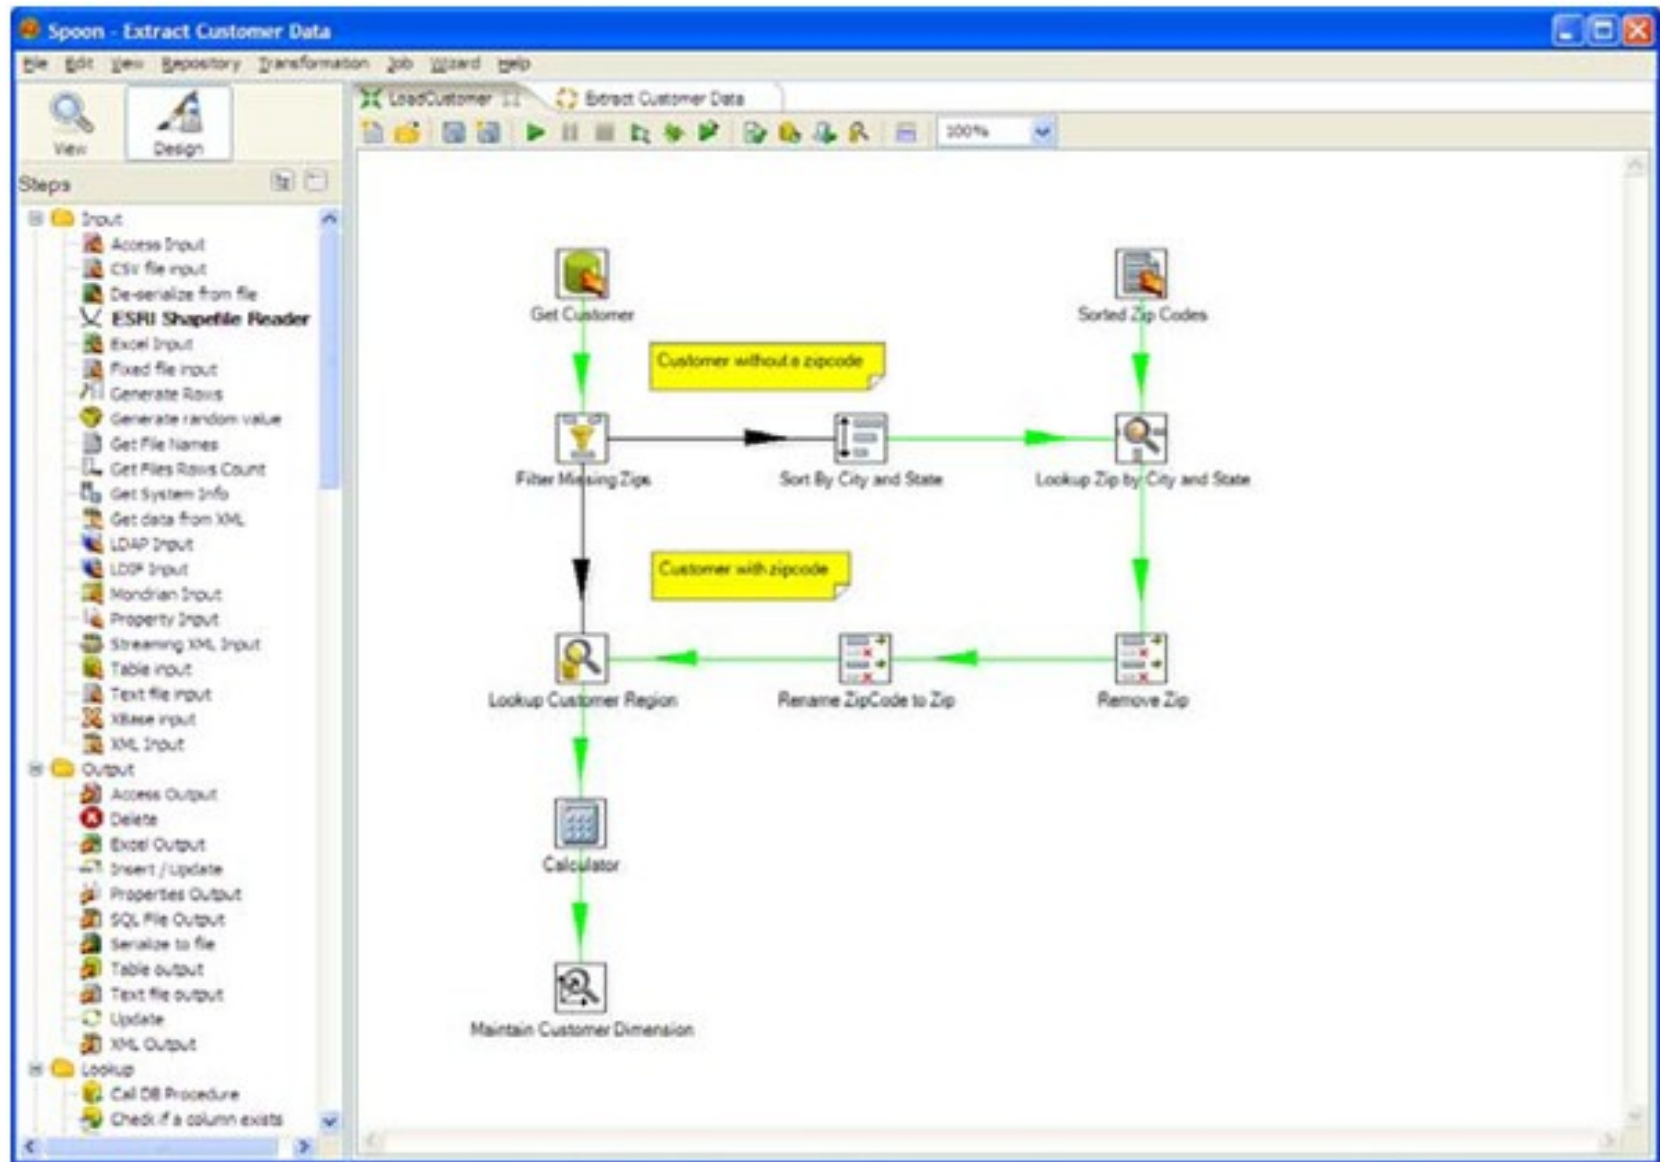 Spoon - Extract Customer Data
File Edit View Repository Transformation Job Wizard Help
View
Design
LoadCustomer
Extract Customer Data
100%
Steps
Input
Access Input
CSV file input
De-serialize from file
ESRI Shapefile Reader
Excel Input
Fixed file input
Generate Rows
Generate random value
Get File Names
Get Files Rows Count
Get System Info
Get data from XML
LDAP Input
LDIF Input
Mondrian Input
Property Input
Streaming XML Input
Table input
Text file input
XBase input
XML Input
Output
Access Output
Delete
Excel Output
Insert / Update
Properties Output
SQL File Output
Serialize to file
Table output
Text file output
Update
XML Output
Lookup
Call DB Procedure
Check if a column exists
Get Customer
Sorted Zip Codes
Customer without a zipcode
Filter Missing Zips
Sort By City and State
Lookup Zip by City and State
Customer with zipcode
Lookup Customer Region
Rename ZipCode to Zip
Remove Zip
Calculator
Maintain Customer Dimension